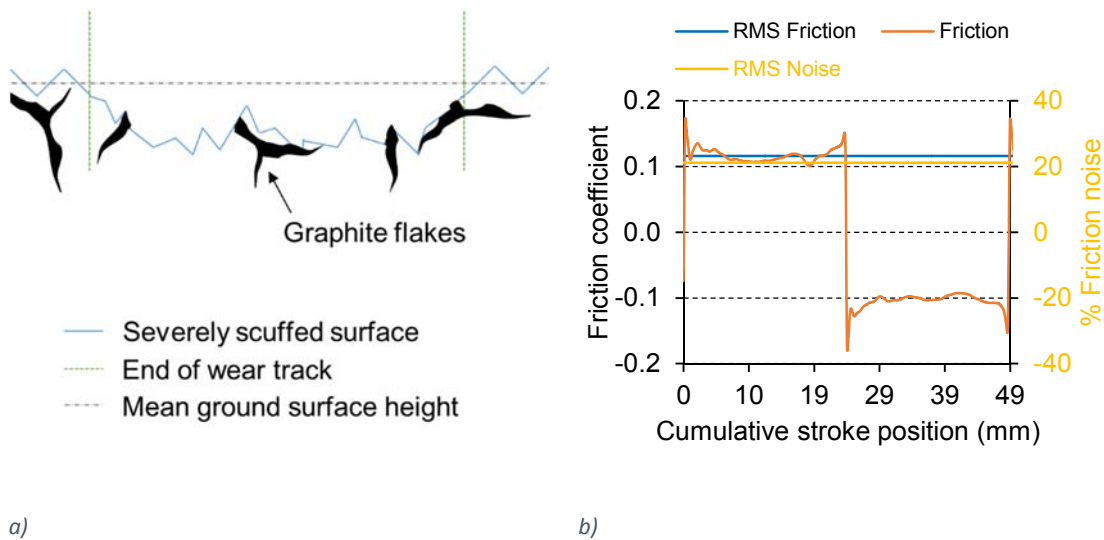 Graphite flakes
Severely scuffed surface
End of wear track
Mean ground surface height
a)
RMS Friction
Friction
RMS Noise
0.2
0.1
0.0
-0.1
-0.2
Friction coefficient
40
20
0
-20
-40
% Friction noise
0 10 19 29 39 49
Cumulative stroke position (mm)
b)